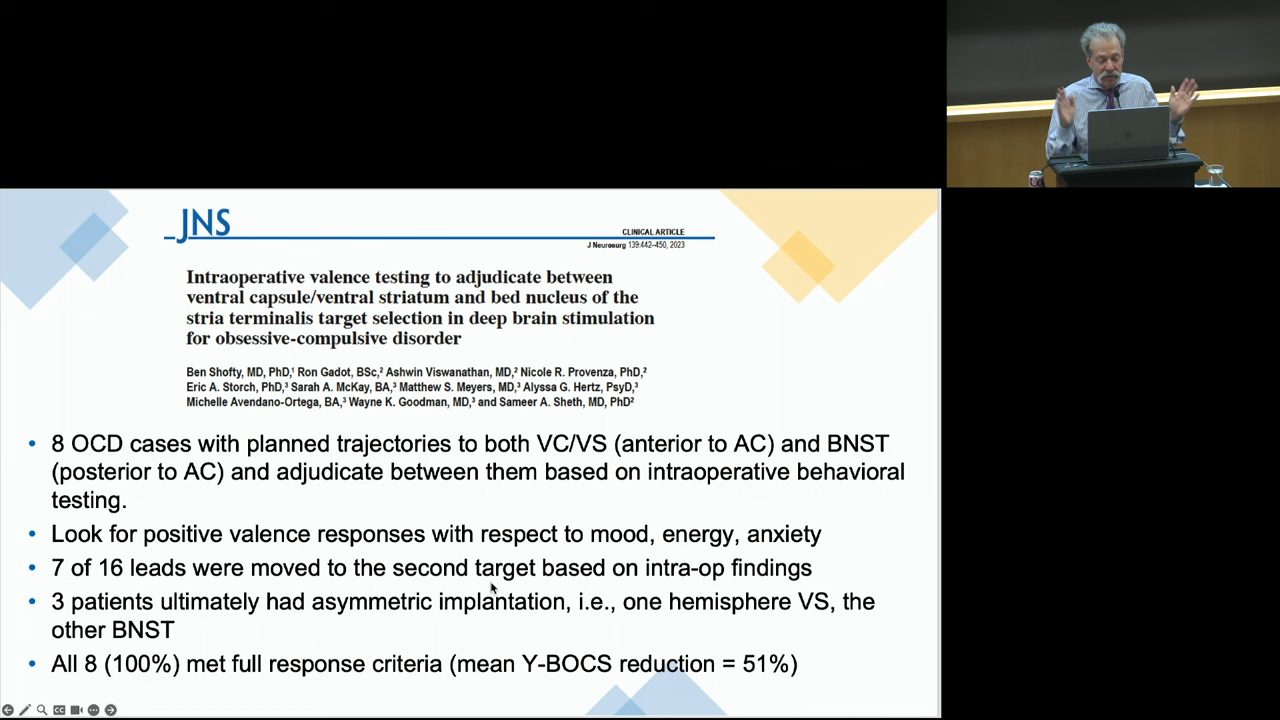 JNS
CLINICAL ARTICLE
J Neurosurg 139:442–450, 2023
Intraoperative valence testing to adjudicate between
ventral capsule/ventral striatum and bed nucleus of the
stria terminalis target selection in deep brain stimulation
for obsessive-compulsive disorder
Ben Shofty, MD, PhD,¹ Ron Gadot, BSc,² Ashwin Viswanathan, MD,² Nicole R. Provenza, PhD,²
Eric A. Storch, PhD,³ Sarah A. McKay, BA,³ Matthew S. Meyers, MD,³ Alyssa G. Hertz, PsyD,³
Michelle Avendano-Ortega, BA,³ Wayne K. Goodman, MD,³ and Sameer A. Sheth, MD, PhD²
• 8 OCD cases with planned trajectories to both VC/VS (anterior to AC) and BNST
(posterior to AC) and adjudicate between them based on intraoperative behavioral
testing.
• Look for positive valence responses with respect to mood, energy, anxiety
• 7 of 16 leads were moved to the second target based on intra-op findings
• 3 patients ultimately had asymmetric implantation, i.e., one hemisphere VS, the
other BNST
• All 8 (100%) met full response criteria (mean Y-BOCS reduction = 51%)